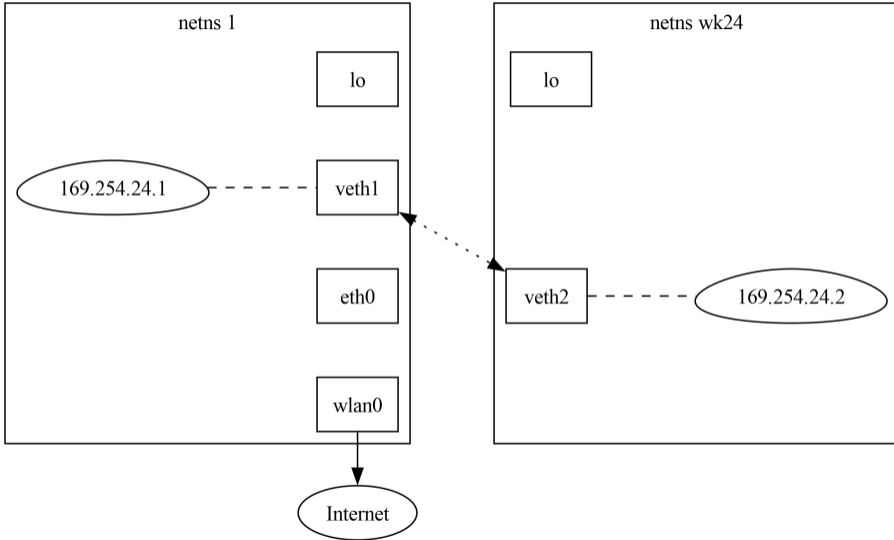 netns 1
lo
169.254.24.1
veth1
eth0
wlan0
Internet
netns wk24
lo
veth2
169.254.24.2